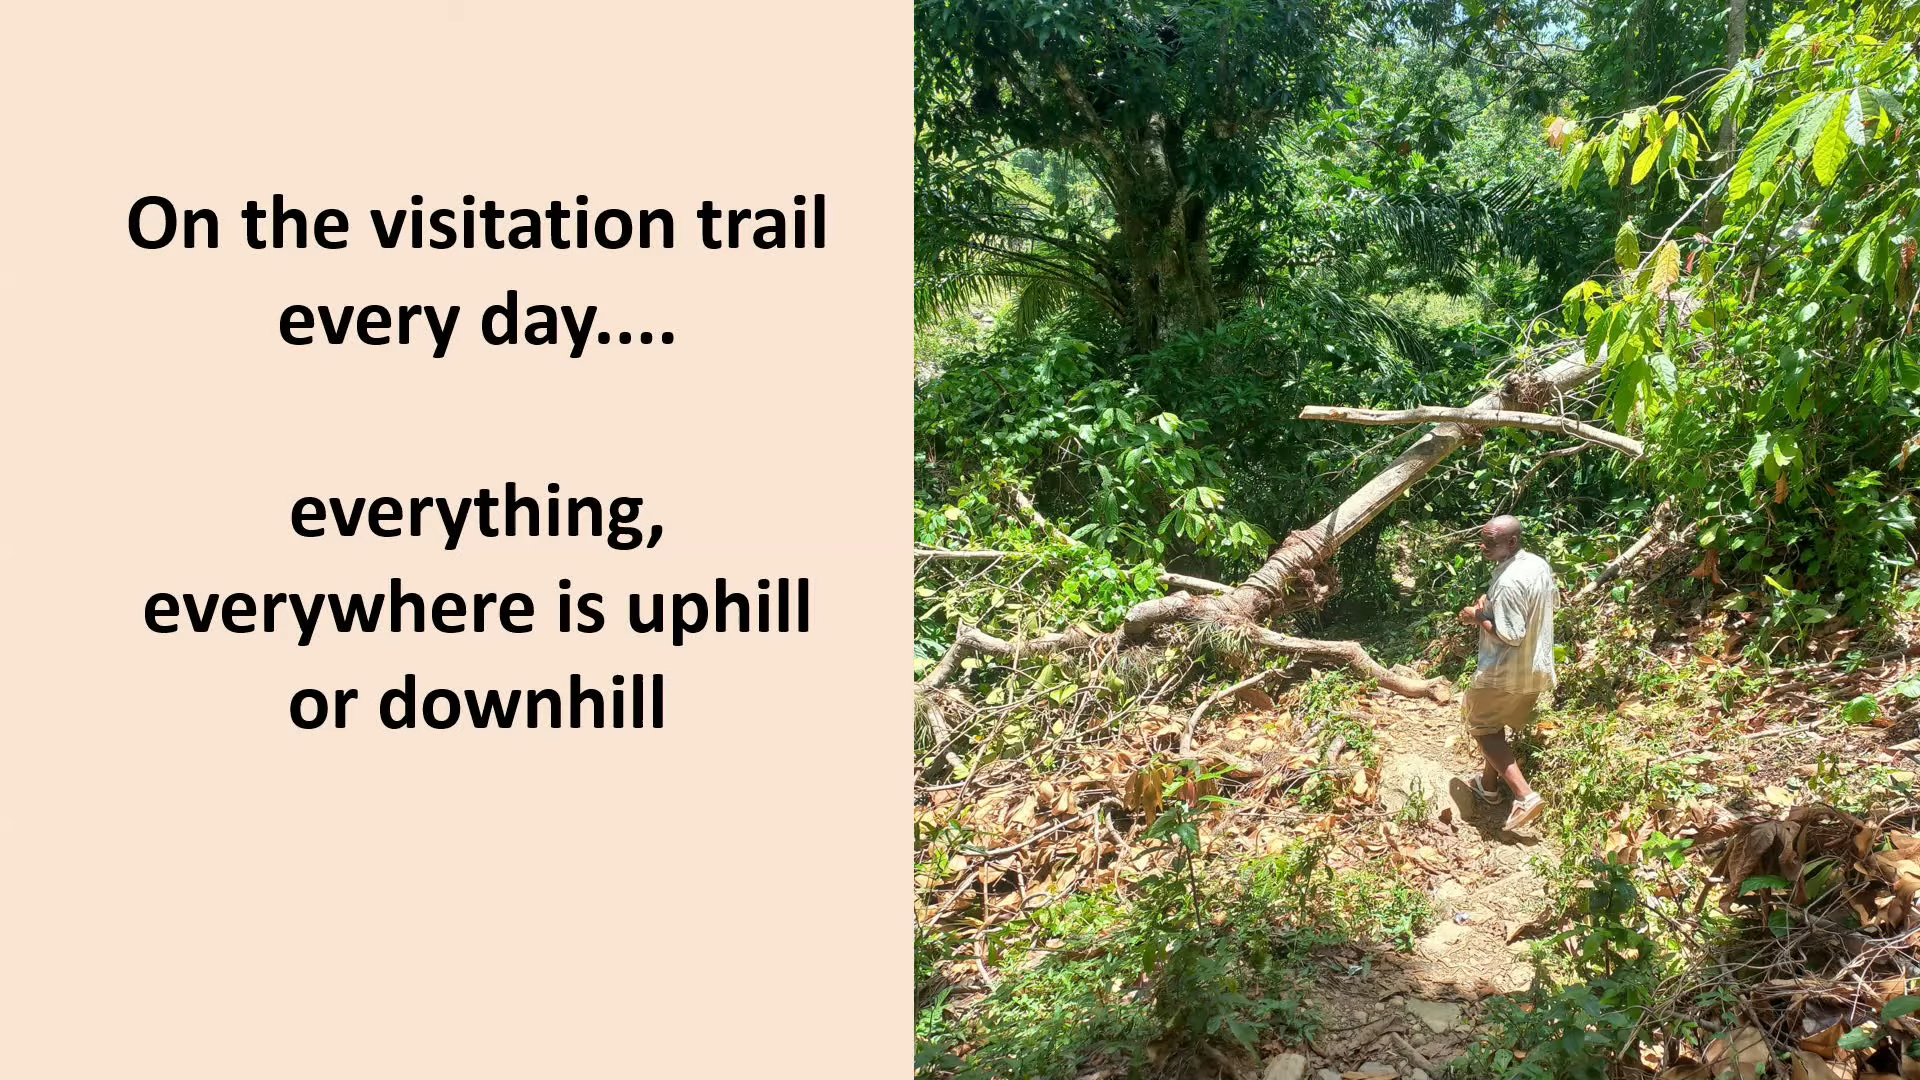 On the visitation trail
every day....
everything,
everywhere is uphill
or downhill